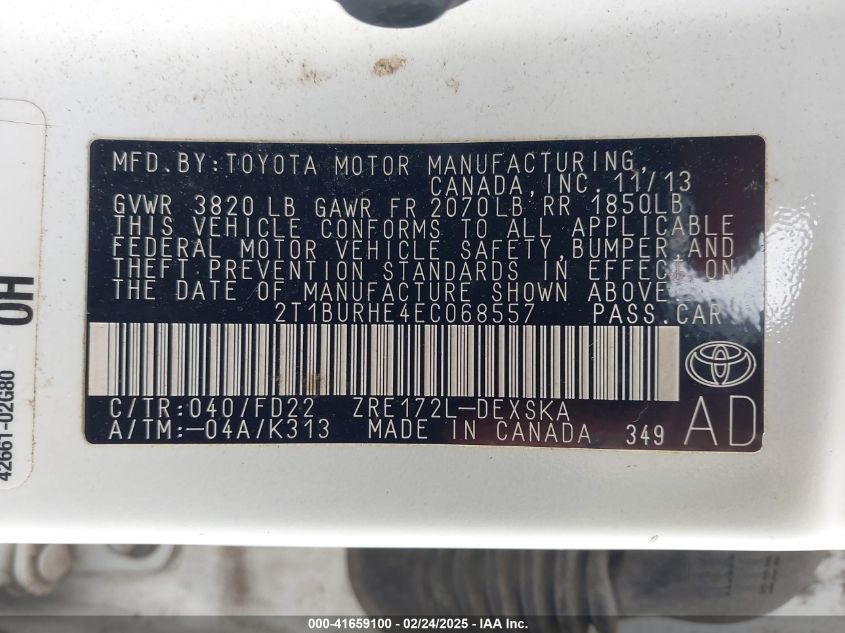 MFD.BY:TOYOTA MOTOR MANUFACTURING,
CANADA,INC. 11/13
GVWR 3820 LB GAWR FR 2070LB RR 1850LB
THIS VEHICLE CONFORMS TO ALL APPLICABLE
FEDERAL MOTOR VEHICLE SAFETY,BUMPER,AND
THEFT PREVENTION STANDARDS IN EFFECT ON
THE DATE OF MANUFACTURE SHOWN ABOVE.
2T1BURHE4EC068557 PASS.CAR
C/TR:040/FD22 ZRE172L-DEXSKA
A/TM:-04A/K313 MADE IN CANADA 349
AD
42661-02G80
0H
000-41659100 - 02/24/2025 - IAA Inc.